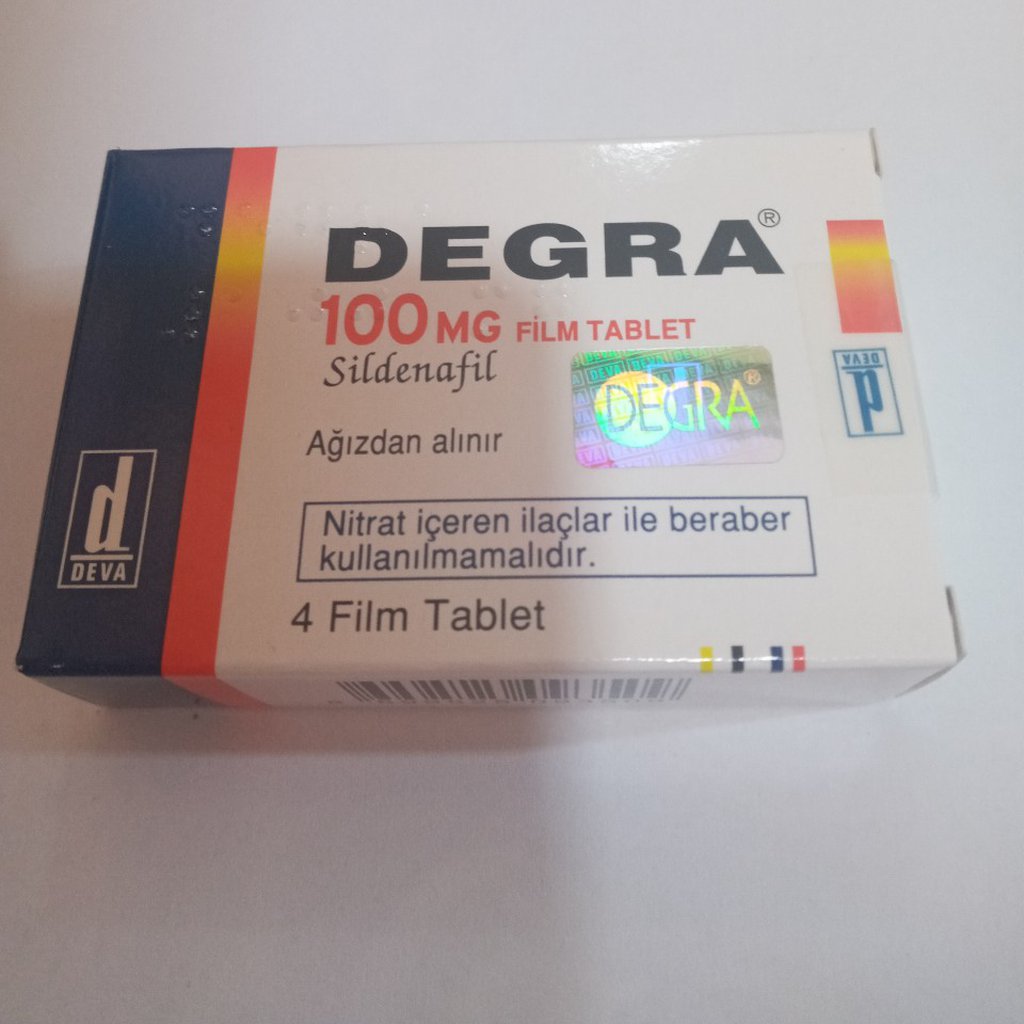 DEGRA®
100 MG FİLM TABLET
Sildenafil
DEGRA®
Ağızdan alınır
Nitrat içeren ilaçlar ile beraber
kullanılmamalıdır.
4 Film Tablet
d
DEVA
d
DEVA